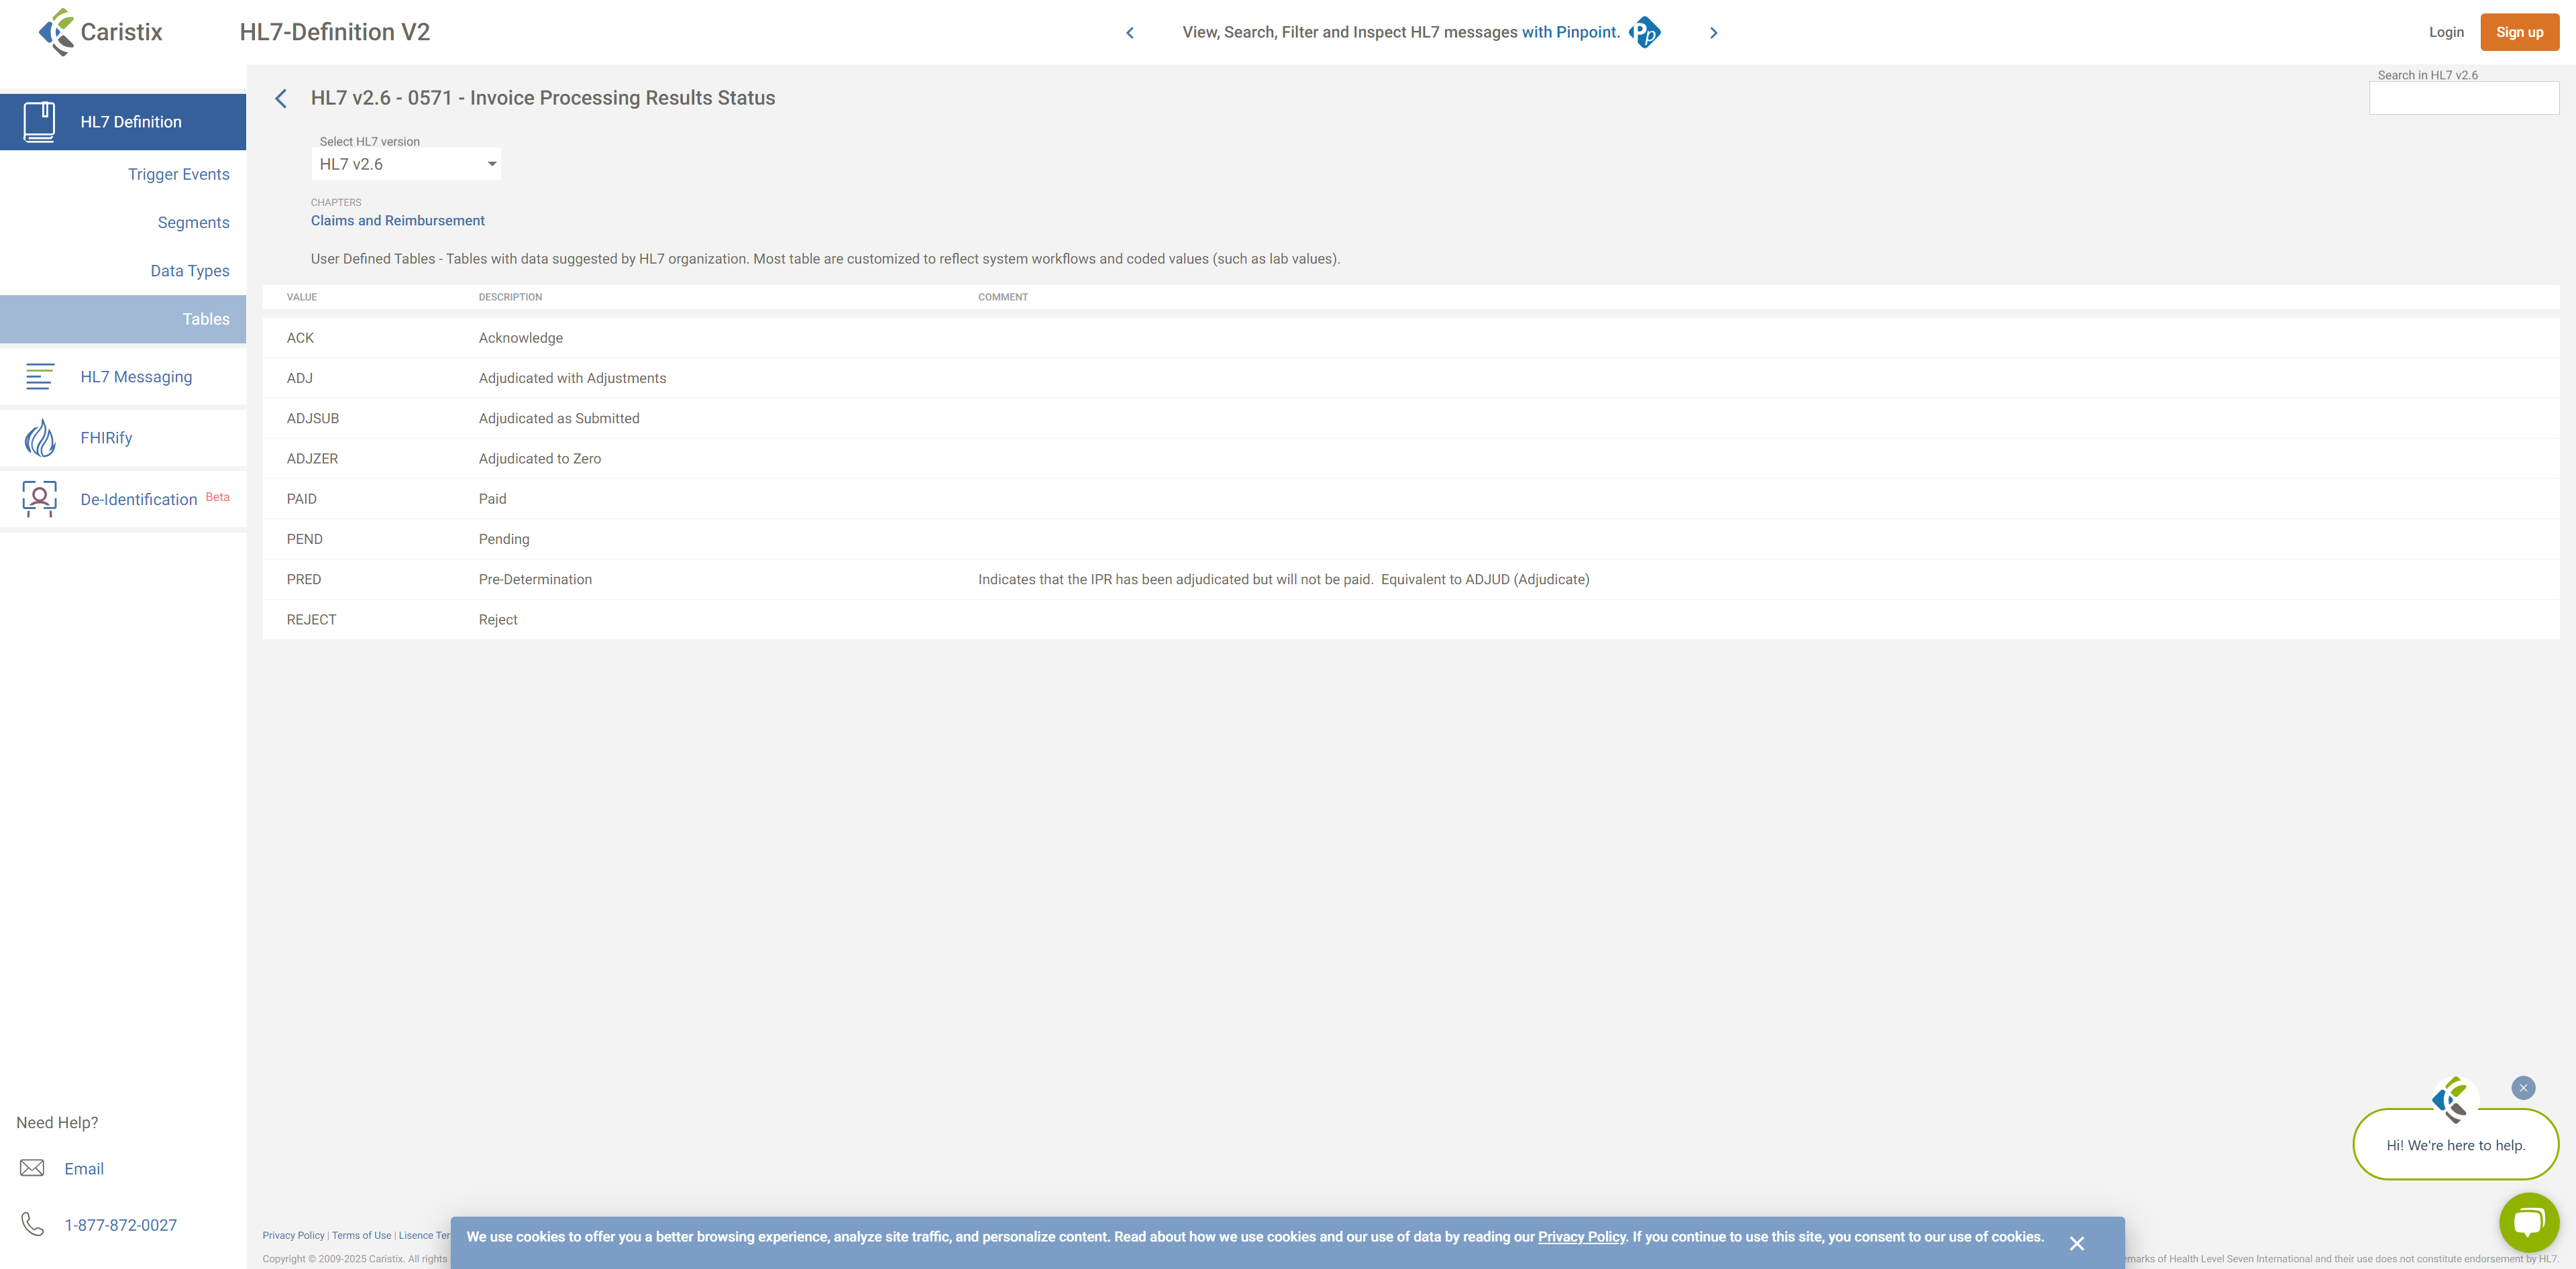 Caristix
HL7-Definition V2
View, Search, Filter and Inspect HL7 messages with Pinpoint.
Pp
Login
Sign up
HL7 Definition
Trigger Events
Segments
Data Types
Tables
HL7 Messaging
FHIRify
De-Identification Beta
Need Help?
Email
1-877-872-0027
HL7 v2.6 - 0571 - Invoice Processing Results Status
Search in HL7 v2.6
Select HL7 version
HL7 v2.6
CHAPTERS
Claims and Reimbursement
User Defined Tables - Tables with data suggested by HL7 organization. Most table are customized to reflect system workflows and coded values (such as lab values).
VALUE DESCRIPTION COMMENT
ACK Acknowledge
ADJ Adjudicated with Adjustments
ADJSUB Adjudicated as Submitted
ADJZER Adjudicated to Zero
PAID Paid
PEND Pending
PRED Pre-Determination Indicates that the IPR has been adjudicated but will not be paid. Equivalent to ADJUD (Adjudicate)
REJECT Reject
Hi! We're here to help.
Privacy Policy | Terms of Use | Lisence Ter
We use cookies to offer you a better browsing experience, analyze site traffic, and personalize content. Read about how we use cookies and our use of data by reading our Privacy Policy. If you continue to use this site, you consent to our use of cookies.
Copyright © 2009-2025 Caristix. All rights
emarks of Health Level Seven International and their use does not constitute endorsement by HL7.